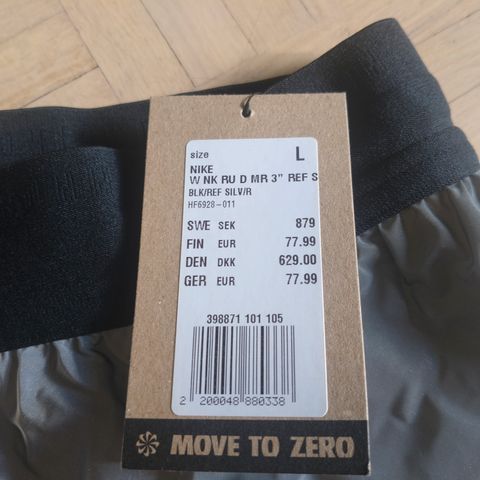 size L
NIKE
W NK RU D MR 3" REF S
BLK/REF SILV/R
HF6928-011
SWE SEK 879
FIN EUR 77.99
DEN DKK 629.00
GER EUR 77.99
398871 101 105
2 200048 880338
MOVE TO ZERO